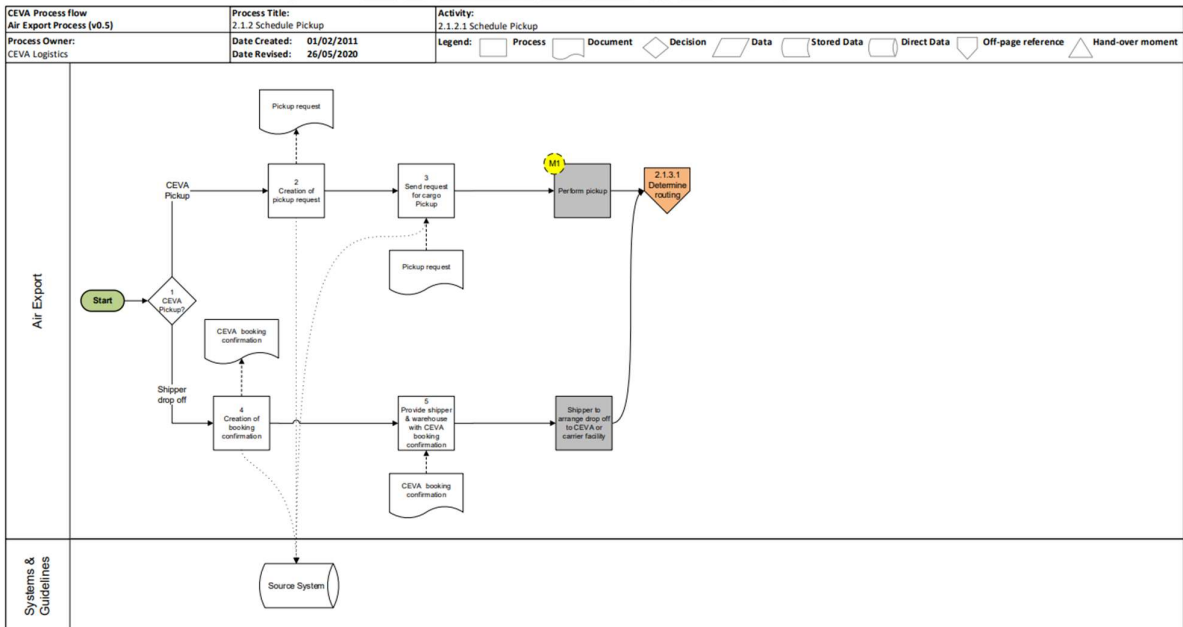 CEVA Process flow
Air Export Process (v0.5)
Process Title:
2.1.2 Schedule Pickup
Activity:
2.1.2.1 Schedule Pickup
Process Owner:
CEVA Logistics
Date Created: 01/02/2011
Date Revised: 26/05/2020
Legend: Process Document Decision Data Stored Data Direct Data Off-page reference Hand-over moment
Air Export
Pickup request
CEVA
Pickup
2
Creation of
pickup request
3
Send request
for cargo
Pickup
M1
Perform pickup
2.1.3.1
Determine
routing
Pickup request
Start
1
CEVA
Pickup?
CEVA booking
confirmation
Shipper
drop off
4
Creation of
booking
confirmation
5
Provide shipper
& warehouse
with CEVA
booking
confirmation
Shipper to
arrange drop off
to CEVA or
carrier facility
CEVA booking
confirmation
Systems &
Guidelines
Source System